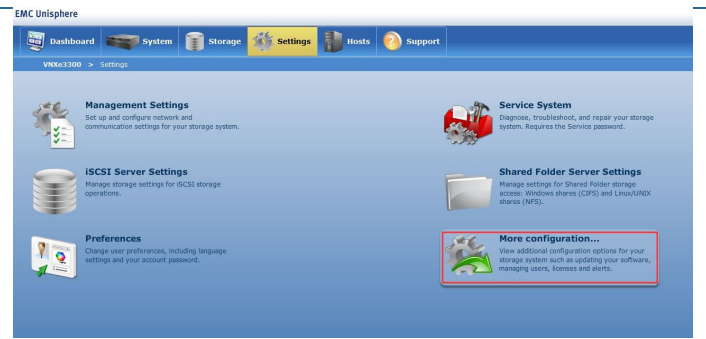 EMC Unisphere
Dashboard System Storage Settings Hosts Support
VNXe3300 > Settings
Management Settings
Set up and configure network and
communication settings for your storage system.
Service System
Diagnose, troubleshoot, and repair your storage
system. Requires the Service password.
iSCSI Server Settings
Manage storage settings for iSCSI storage
operations.
Shared Folder Server Settings
Manage settings for Shared Folder storage
access: Windows shares (CIFS) and Linux/UNIX
shares (NFS).
Preferences
Change user preferences, including language
settings and your account password.
More configuration...
View additional configuration options for your
storage system such as updating your software,
managing users, licenses and alerts.